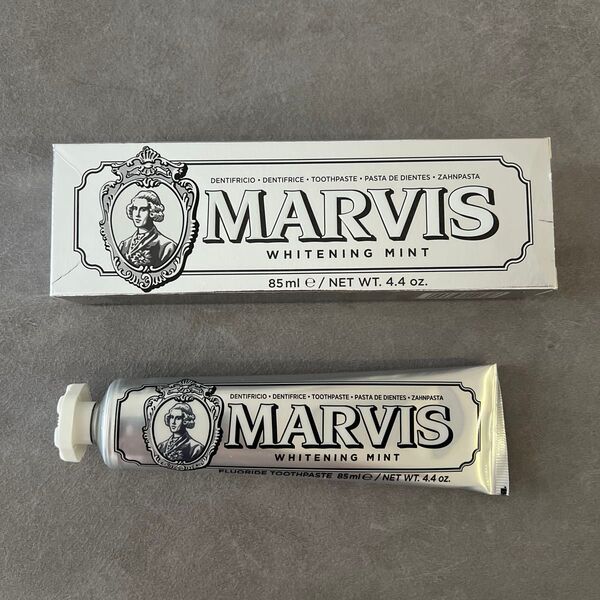 DENTIFRICIO • DENTIFRICE • TOOTHPASTE • PASTA DE DIENTES • ZAHNPASTA
MARVIS
WHITENING MINT
85ml ℮ / NET WT. 4.4 oz.
DENTIFRICIO • DENTIFRICE • TOOTHPASTE • PASTA DE DIENTES • ZAHNPASTA
MARVIS
WHITENING MINT
FLUORIDE TOOTHPASTE 85ml ℮ / NET WT. 4.4 oz.